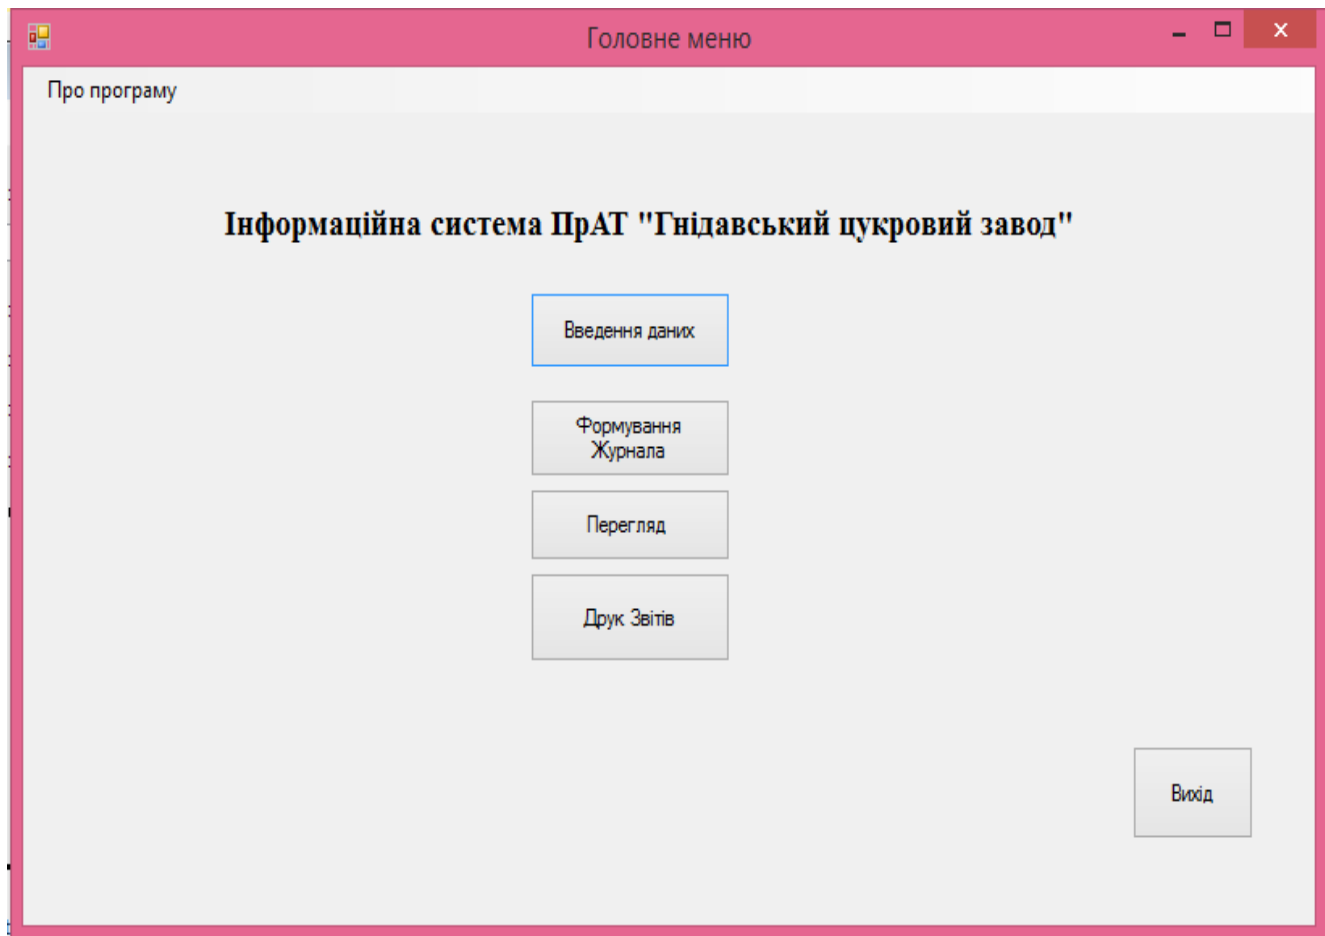 Головне меню
Про програму
Інформаційна система ПрАТ "Гнідавський цукровий завод"
Введення даних
Формування
Журнала
Перегляд
Друк Звітів
Вихід